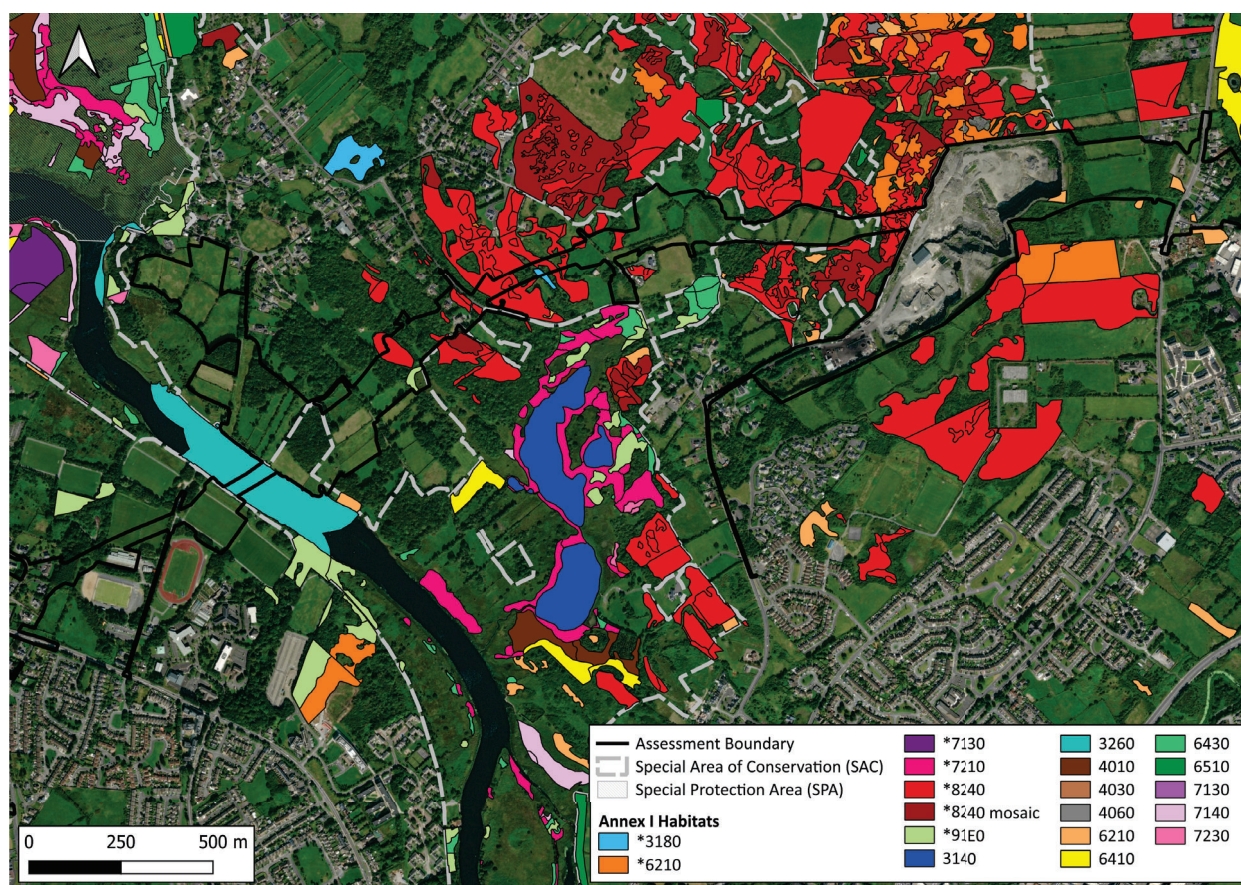 0 250 500 m
Assessment Boundary
Special Area of Conservation (SAC)
Special Protection Area (SPA)
Annex I Habitats
*3180
*6210
*7130
*7210
*8240
*8240 mosaic
*91E0
3140
3260
4010
4030
4060
6210
6410
6430
6510
7130
7140
7230